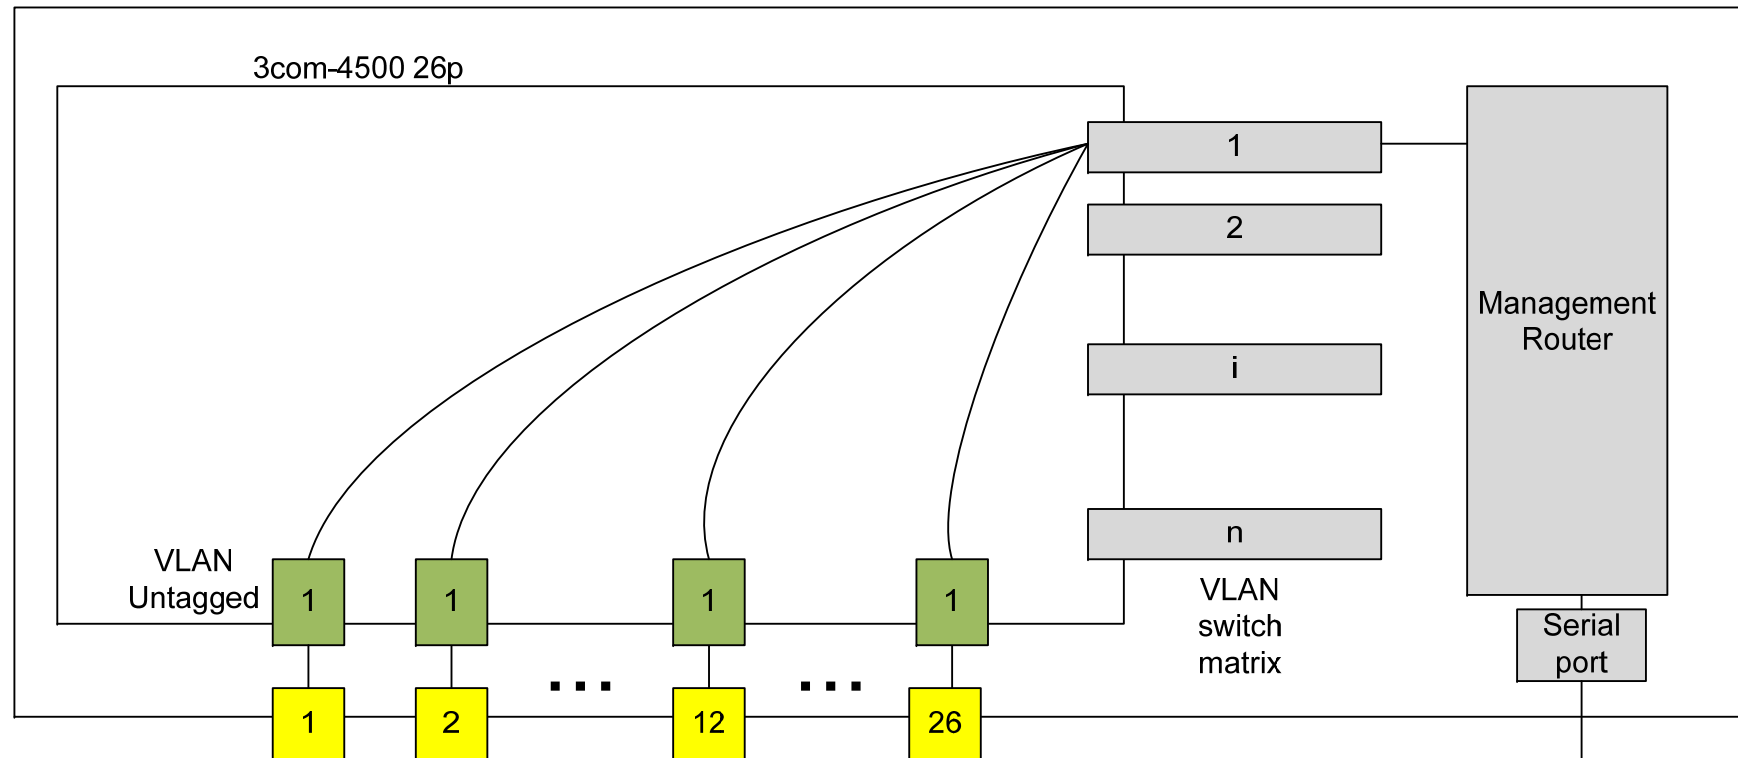 3com-4500 26p
1
2
i
n
Management
Router
VLAN
Untagged
1
1
1
1
VLAN
switch
matrix
Serial
port
...
...
1
2
12
26